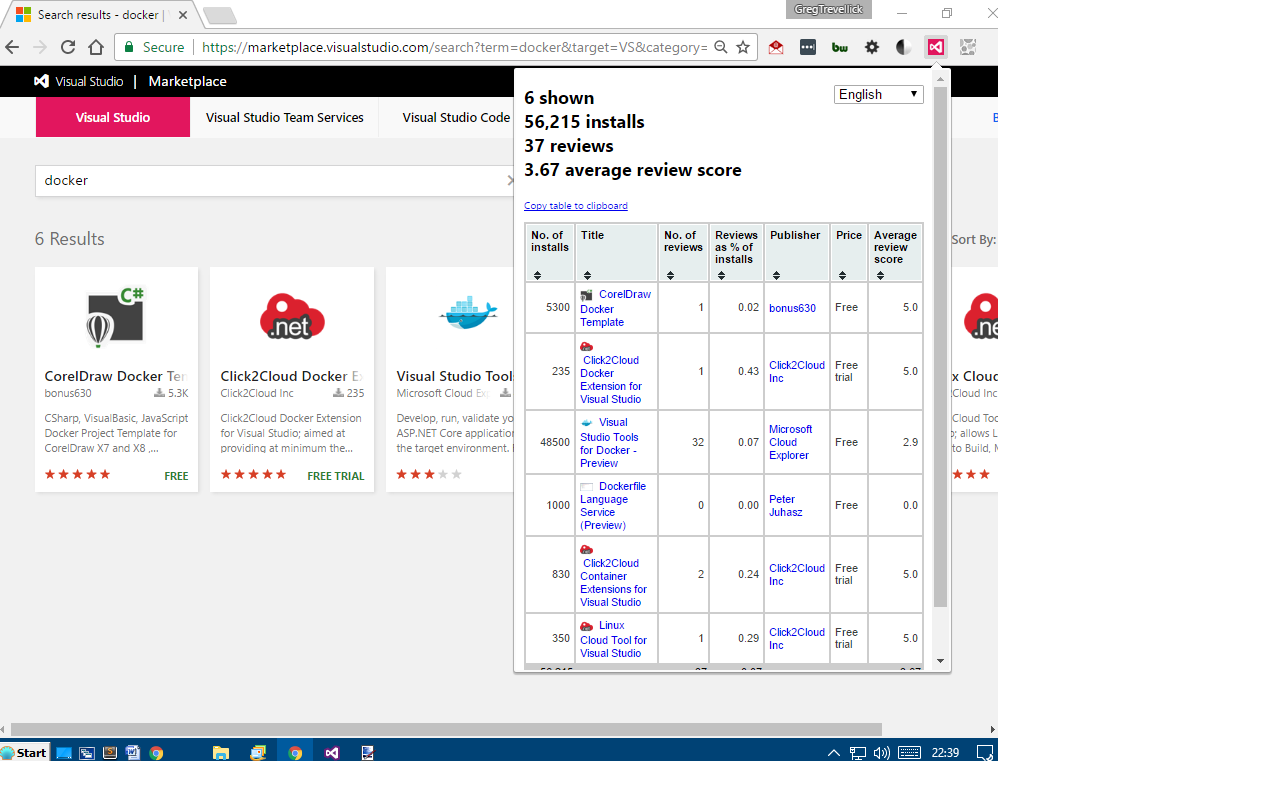 Search results - docker |
GregTrevellick
Secure
https://marketplace.visualstudio.com/search?term=docker&target=VS&category=
bw
Visual Studio | Marketplace
Visual Studio
Visual Studio Team Services
Visual Studio Code
B
docker
6 Results
Sort By:
CorelDraw Docker Ten
bonus630 5.3K
CSharp, VisualBasic, JavaScript
Docker Project Template for
CorelDraw X7 and X8 ,...
FREE
C#
.net
Click2Cloud Docker E
Click2Cloud Inc 235
Click2Cloud Docker Extension
for Visual Studio; aimed at
providing at minimum the...
FREE TRIAL
Visual Studio Tools
Microsoft Cloud Exp
Develop, run, validate yo
ASP.NET Core application
the target environment.
.ne
x Cloud
Cloud Inc
Cloud Too
; allows L
to Build, M
6 shown
56,215 installs
37 reviews
3.67 average review score
English
Copy table to clipboard
No. of installs Title No. of reviews Reviews as % of installs Publisher Price Average review score
5300 CorelDraw Docker Template 1 0.02 bonus630 Free 5.0
235 Click2Cloud Docker Extension for Visual Studio 1 0.43 Click2Cloud Inc Free trial 5.0
48500 Visual Studio Tools for Docker - Preview 32 0.07 Microsoft Cloud Explorer Free 2.9
1000 Dockerfile Language Service (Preview) 0 0.00 Peter Juhasz Free 0.0
830 Click2Cloud Container Extensions for Visual Studio 2 0.24 Click2Cloud Inc Free trial 5.0
350 Linux Cloud Tool for Visual Studio 1 0.29 Click2Cloud Inc Free trial 5.0
Start
22:39